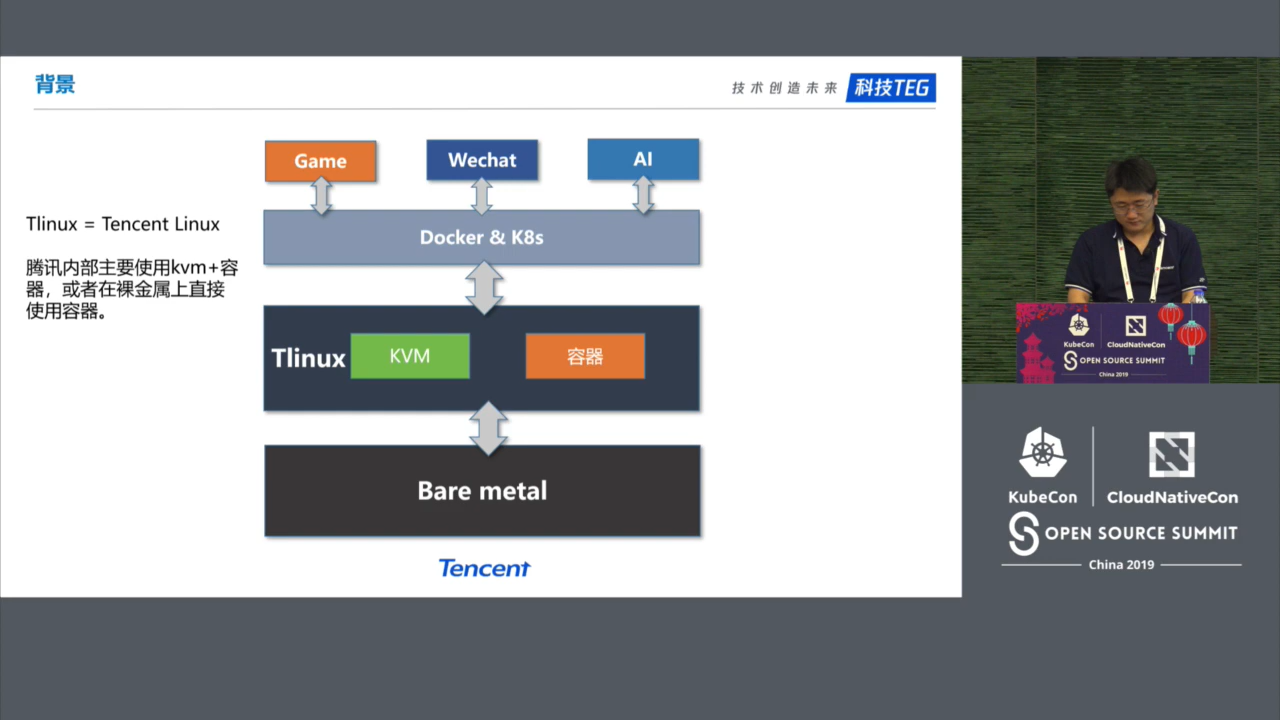 背景
技术创造未来
科技TEG
Game
Wechat
AI
Tlinux = Tencent Linux
Docker & K8s
腾讯内部主要使用kvm+容
器，或者在裸金属上直接
使用容器。
Tlinux
KVM
容器
Bare metal
Tencent
KubeCon
CloudNativeCon
OPEN SOURCE SUMMIT
China 2019
KubeCon
CloudNativeCon
OPEN SOURCE SUMMIT
China 2019